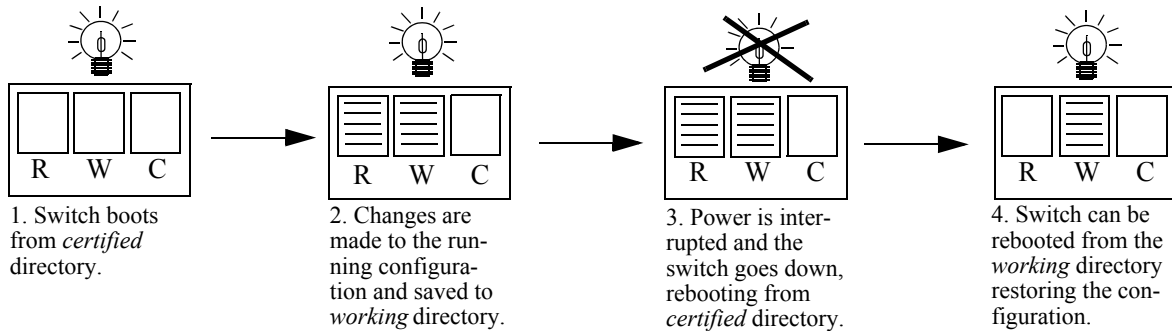 R W C
R W C
R W C
R W C
1. Switch boots
from certified
directory.
2. Changes are
made to the run-
ning configura-
tion and saved to
working directory.
3. Power is inter-
rupted and the
switch goes down,
rebooting from
certified directory.
4. Switch can be
rebooted from the
working directory
restoring the con-
figuration.